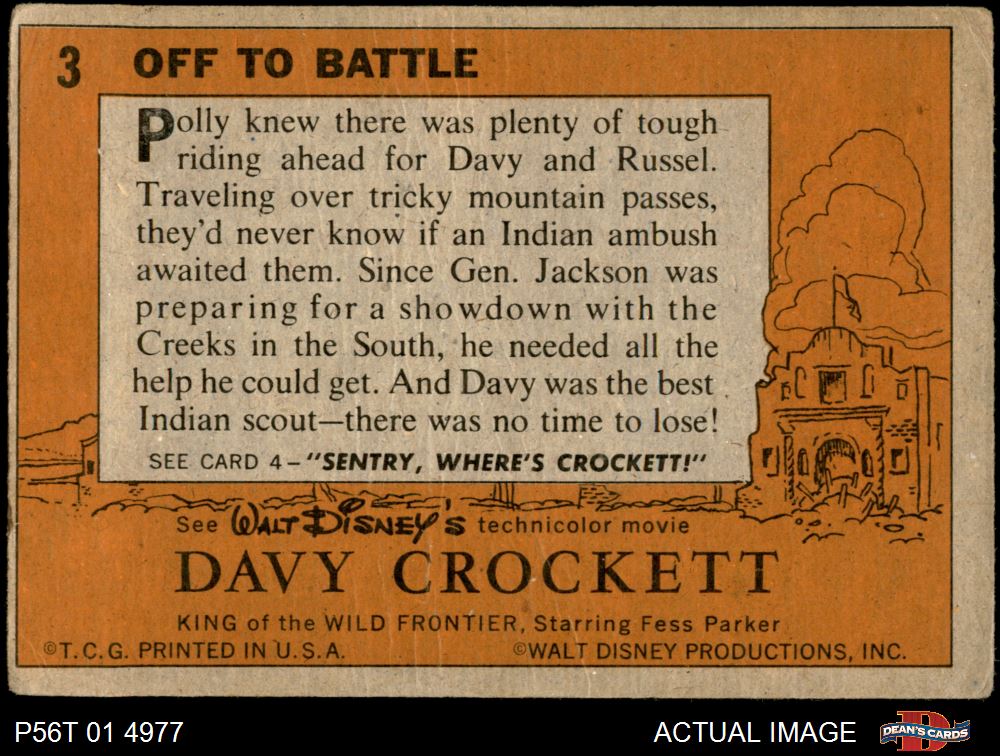 3 OFF TO BATTLE
Polly knew there was plenty of tough
riding ahead for Davy and Russel.
Traveling over tricky mountain passes,
they'd never know if an Indian ambush
awaited them. Since Gen. Jackson was
preparing for a showdown with the
Creeks in the South, he needed all the
help he could get. And Davy was the best
Indian scout—there was no time to lose!
SEE CARD 4—"SENTRY, WHERE'S CROCKETT!"
See WALT DISNEY'S technicolor movie
DAVY CROCKETT
KING of the WILD FRONTIER, Starring Fess Parker
©T.C.G. PRINTED IN U.S.A. ©WALT DISNEY PRODUCTIONS, INC.
P56T 01 4977 ACTUAL IMAGE D DEAN'S CARDS